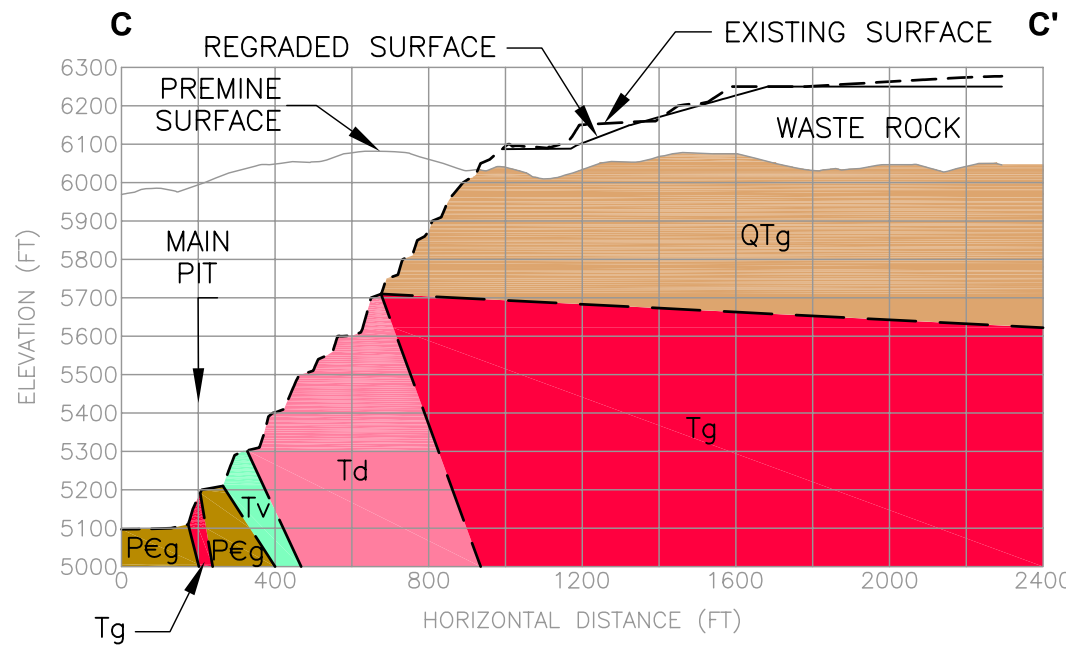 C
C'
REGRADED SURFACE
EXISTING SURFACE
PREMINE
SURFACE
WASTE ROCK
MAIN
PIT
QTg
Tg
Td
Tv
P€g
P€g
Tg
ELEVATION (FT)
6300
6200
6100
6000
5900
5800
5700
5600
5500
5400
5300
5200
5100
5000
0
400
800
1200
1600
2000
2400
HORIZONTAL DISTANCE (FT)